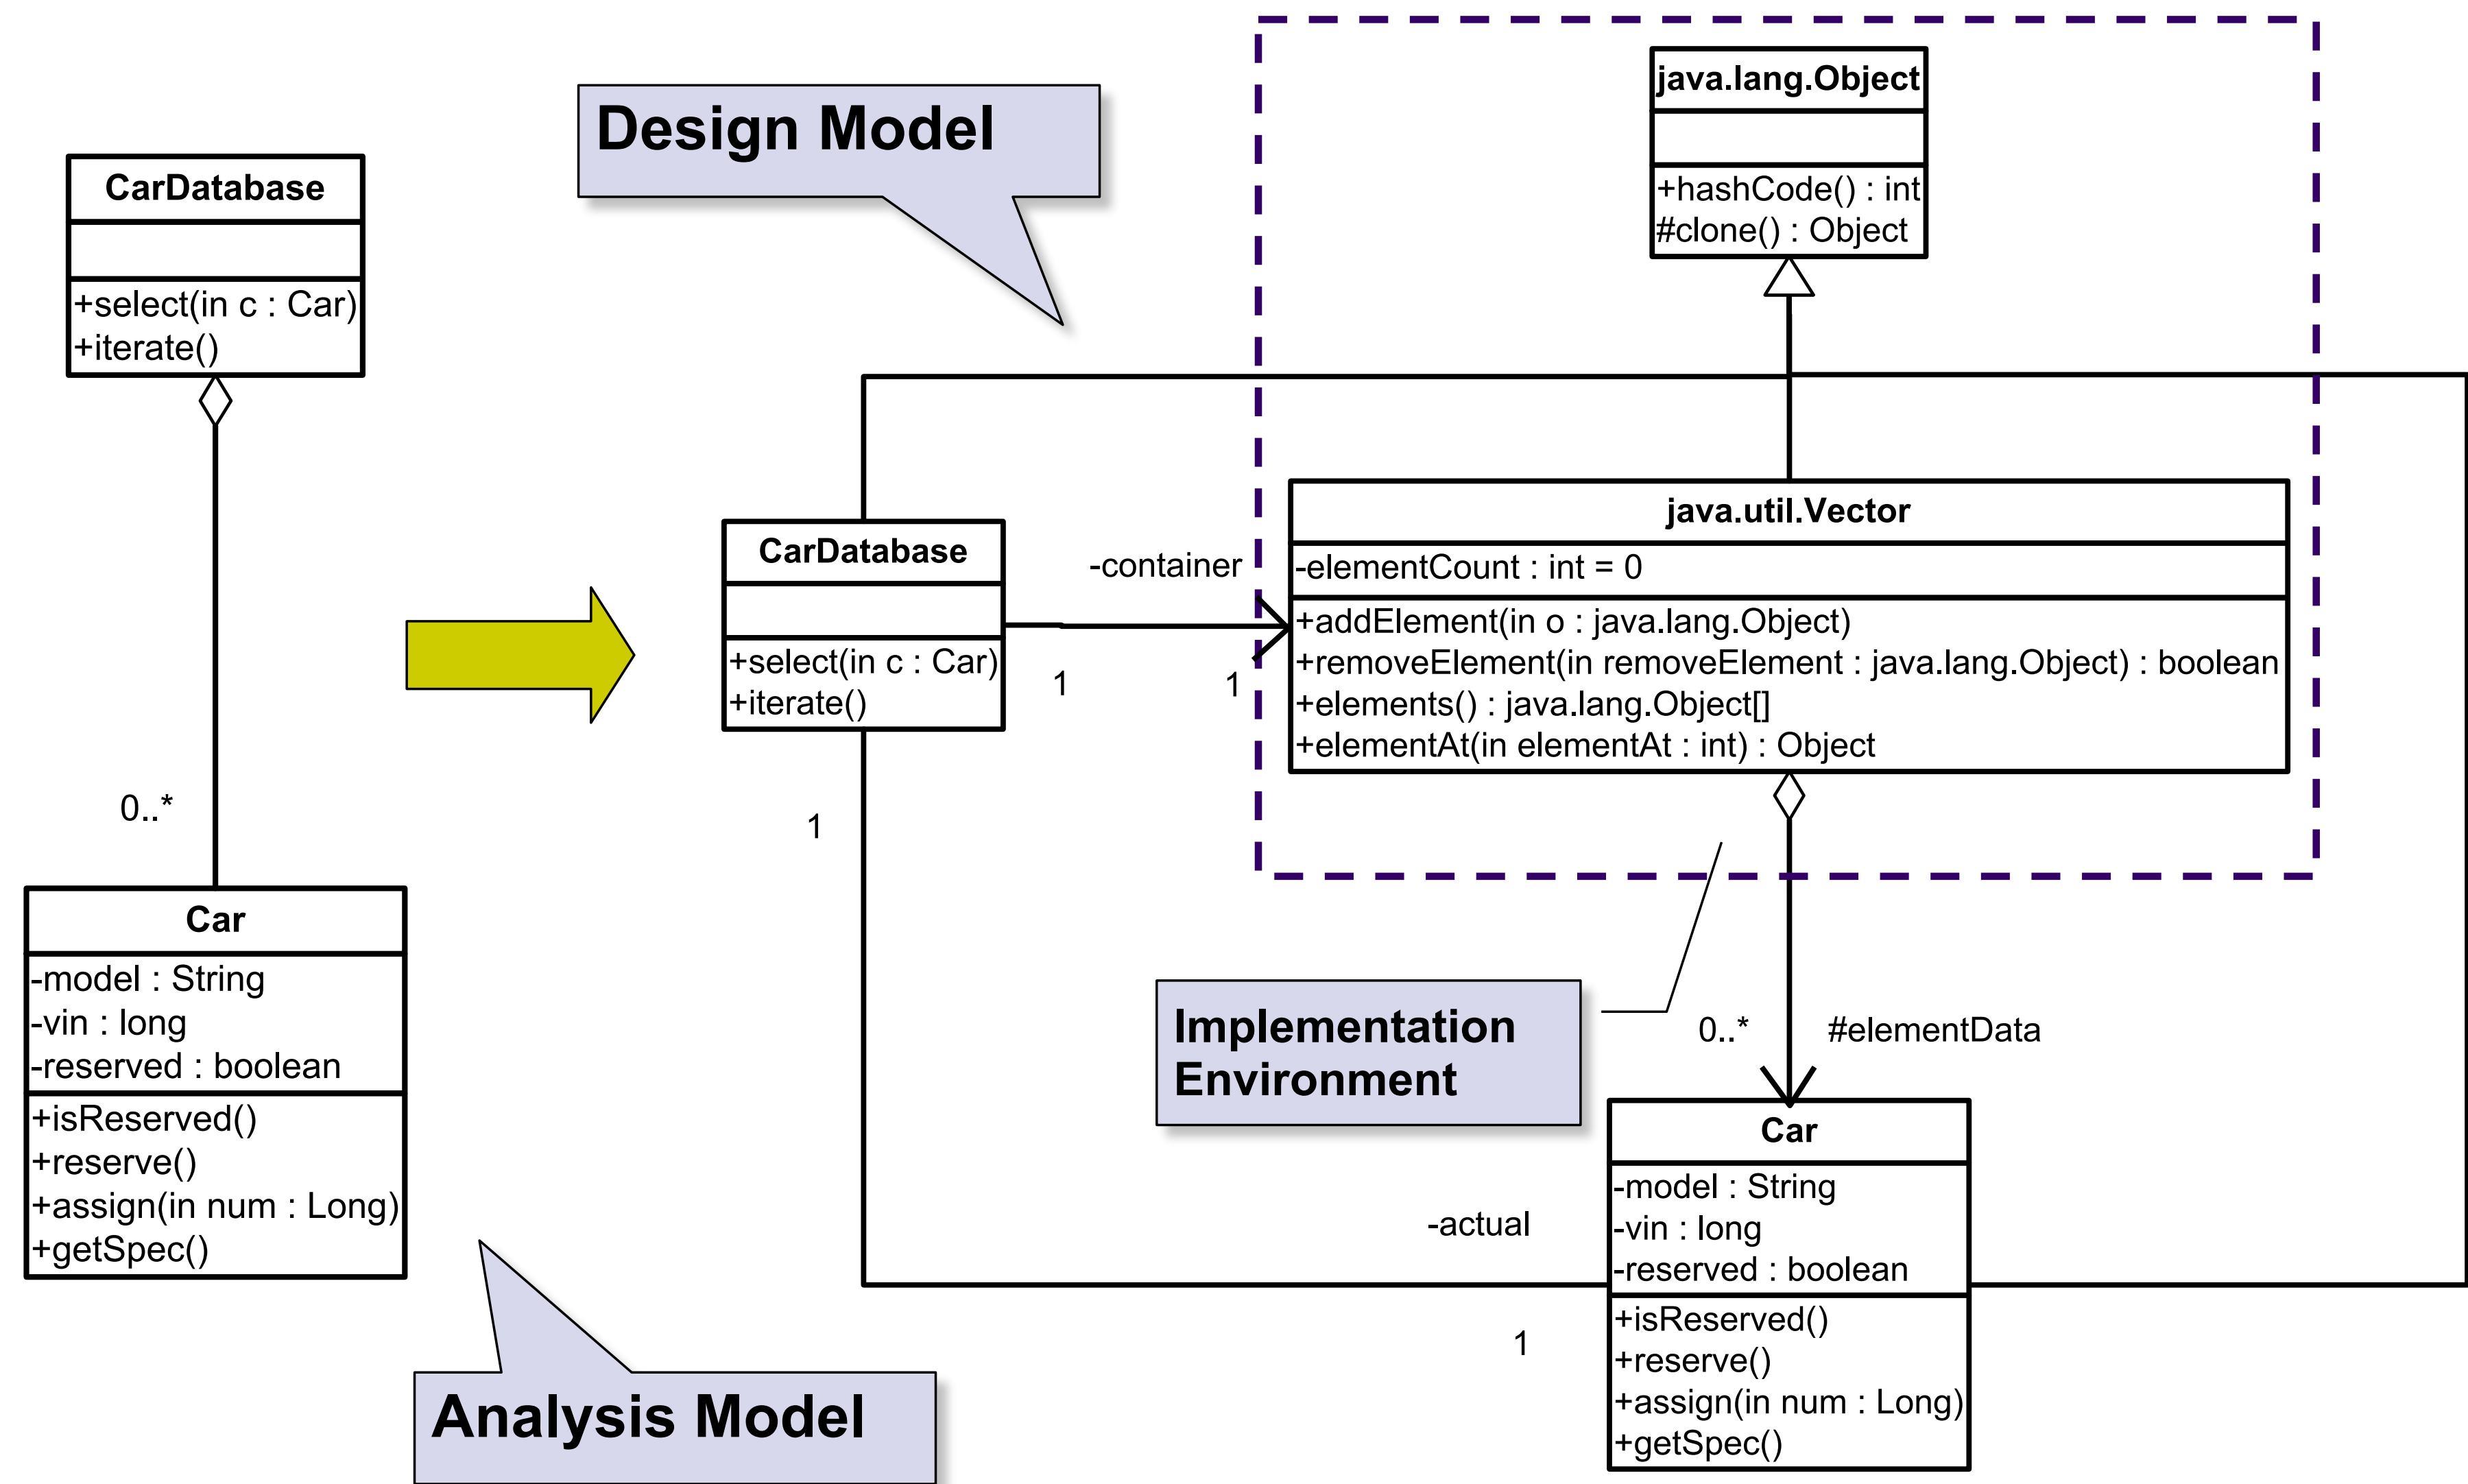 Design Model
java.lang.Object
+hashCode() : int
#clone() : Object
CarDatabase
+select(in c : Car)
+iterate()
0..*
Car
-model : String
-vin : long
-reserved : boolean
+isReserved()
+reserve()
+assign(in num : Long)
+getSpec()
Analysis Model
CarDatabase
+select(in c : Car)
+iterate()
-container
1
1
java.util.Vector
-elementCount : int = 0
+addElement(in o : java.lang.Object)
+removeElement(in removeElement : java.lang.Object) : boolean
+elements() : java.lang.Object[]
+elementAt(in elementAt : int) : Object
1
Implementation
Environment
0..*
#elementData
-actual
1
Car
-model : String
-vin : long
-reserved : boolean
+isReserved()
+reserve()
+assign(in num : Long)
+getSpec()